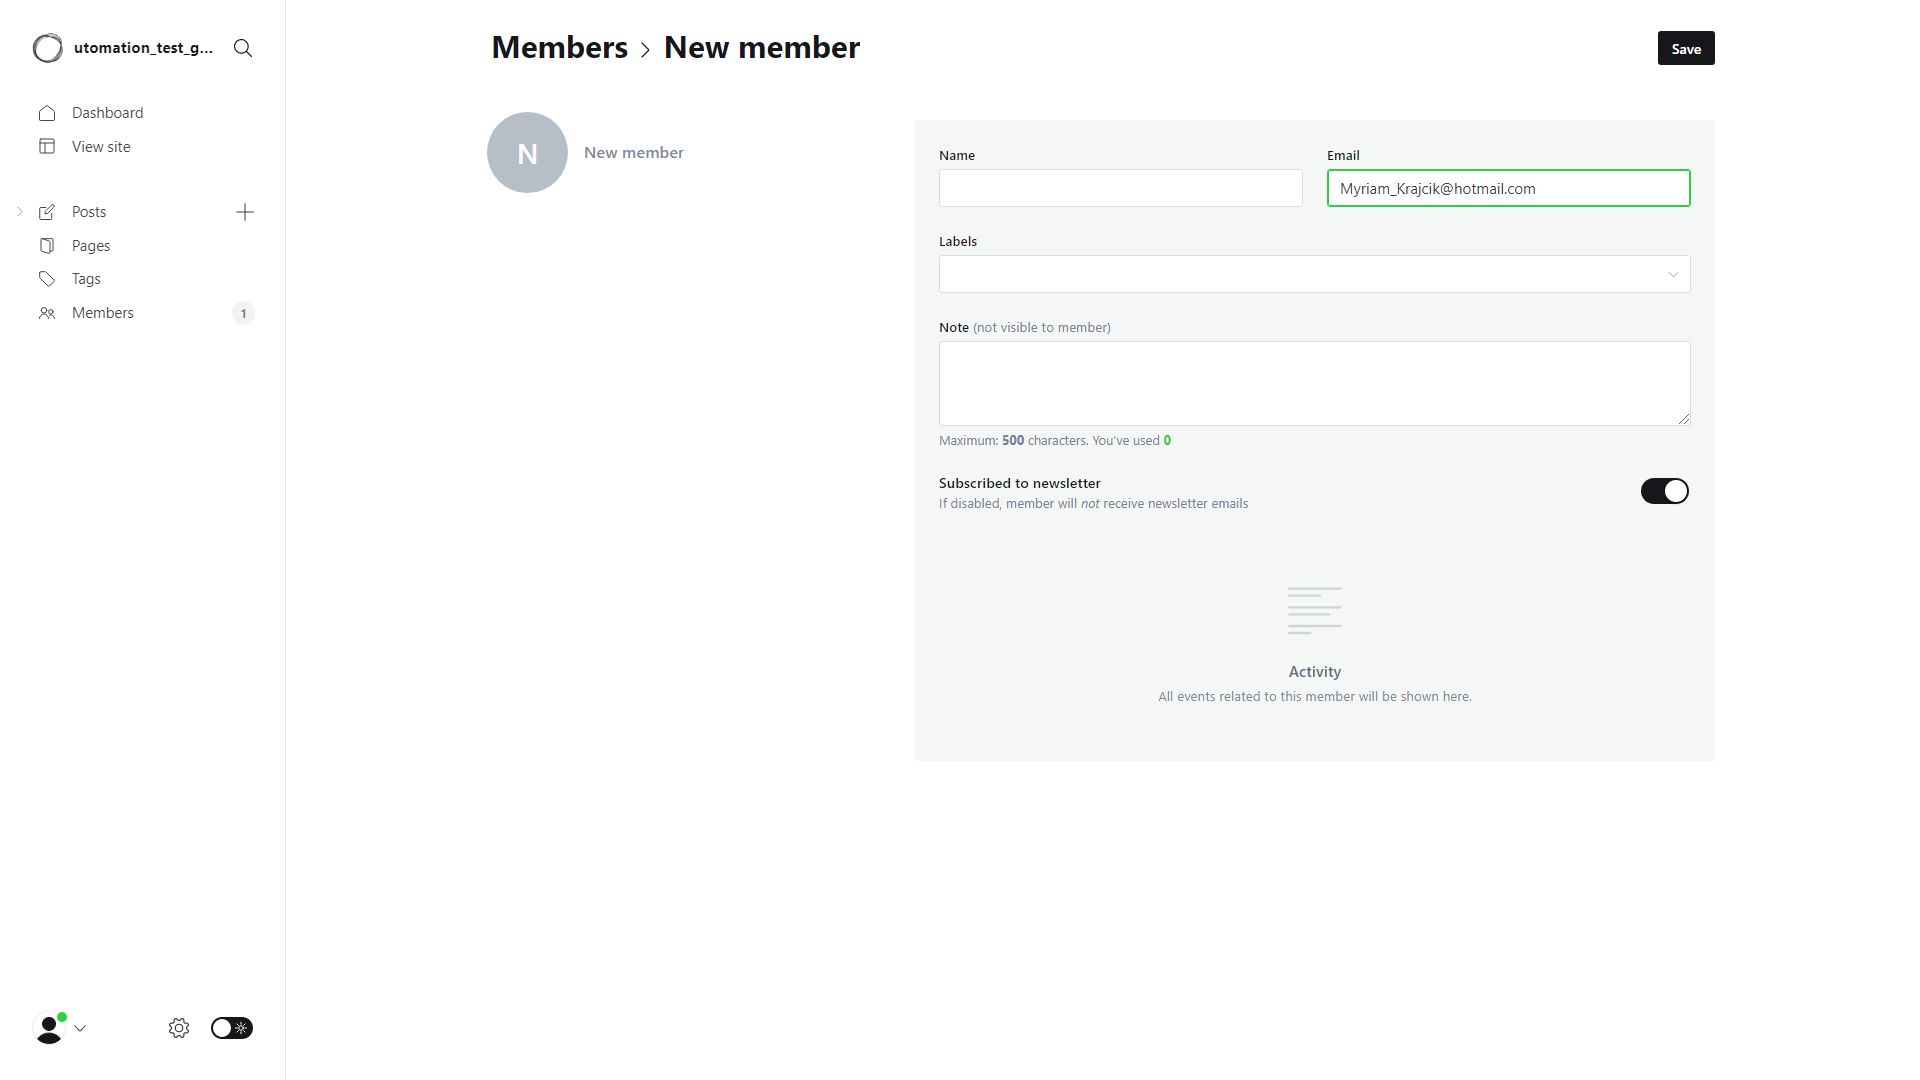 utomation_test_g...
Dashboard
View site
Posts
Pages
Tags
Members
1
Members
New member
Save
N
New member
Name
Email
Myriam_Krajcik@hotmail.com
Labels
Note (not visible to member)
Maximum: 500 characters. You've used 0
Subscribed to newsletter
If disabled, member will not receive newsletter emails
Activity
All events related to this member will be shown here.